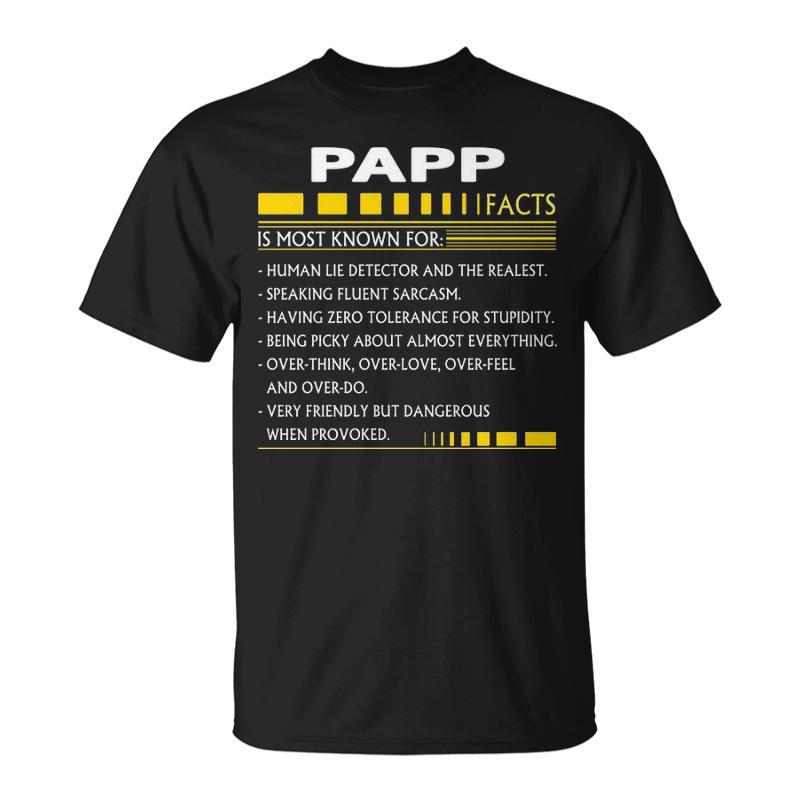 PAPP
FACTS
IS MOST KNOWN FOR:
- HUMAN LIE DETECTOR AND THE REALEST.
- SPEAKING FLUENT SARCASM.
- HAVING ZERO TOLERANCE FOR STUPIDITY.
- BEING PICKY ABOUT ALMOST EVERYTHING.
- OVER-THINK, OVER-LOVE, OVER-FEEL
AND OVER-DO.
- VERY FRIENDLY BUT DANGEROUS
WHEN PROVOKED.